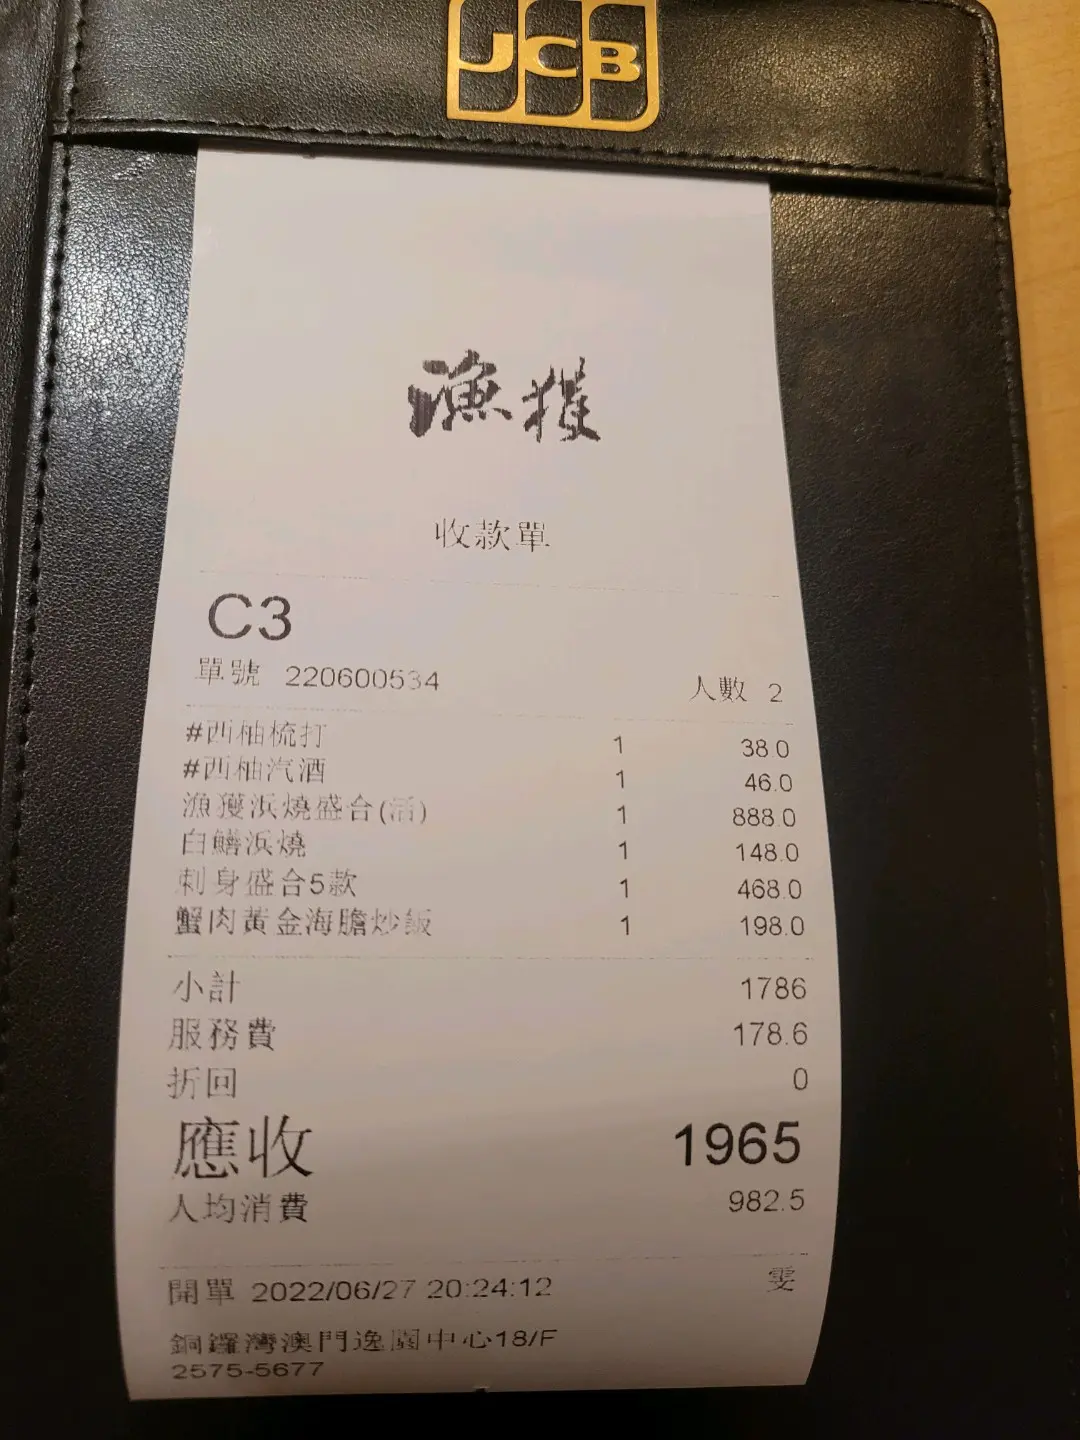 JCB
漁獲
收款單
C3
單號 220600534 人數 2
#西柚梳打 1 38.0
#西柚汽酒 1 46.0
漁獲浜燒盛合(活) 1 888.0
白鱔浜燒 1 148.0
刺身盛合5款 1 468.0
蟹肉黃金海膽炒飯 1 198.0
小計 1786
服務費 178.6
折回 0
應收 1965
人均消費 982.5
開單 2022/06/27 20:24:12 雯
銅鑼灣澳門逸園中心18/F
2575-5677